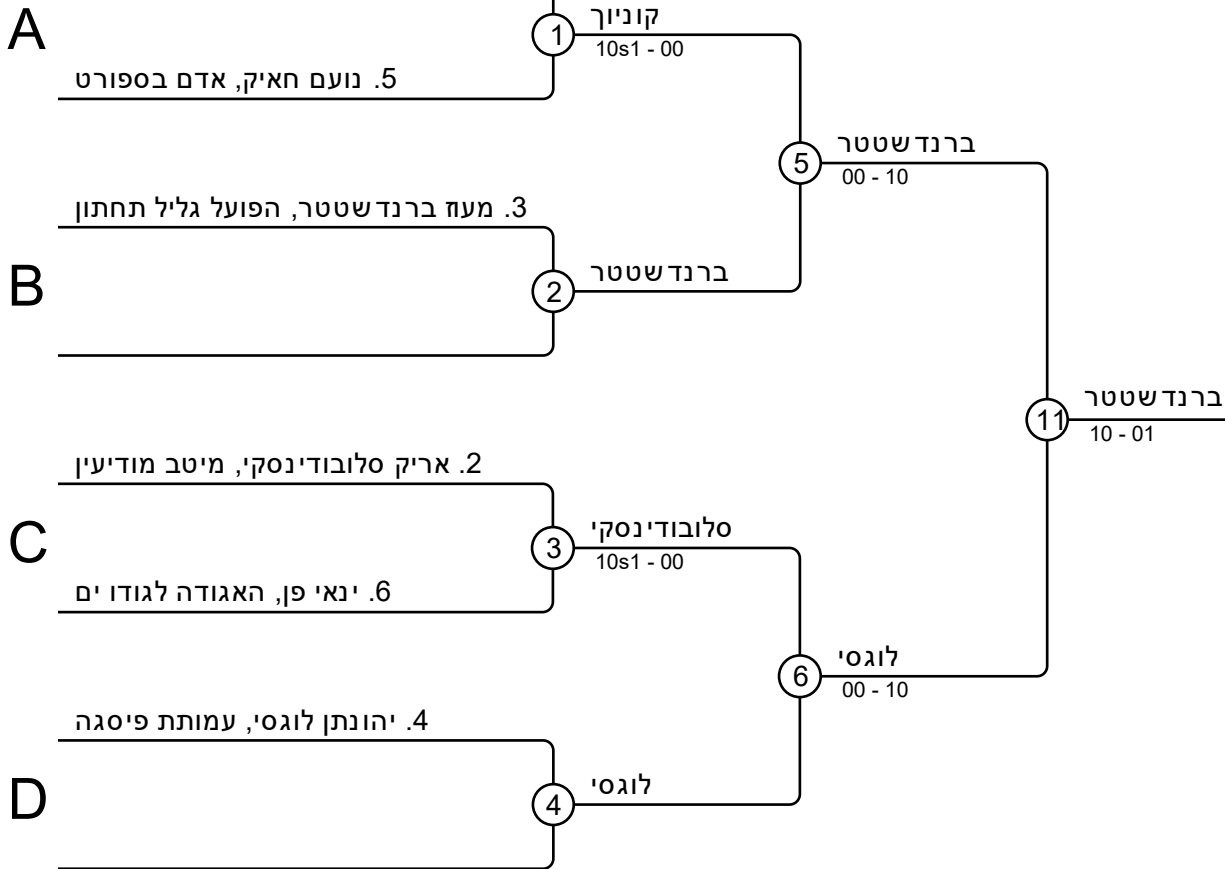 A
1
קוניוך
10s1 - 00
5. נועם חאיק, אדם בספורט
5
ברנדשטטר
00 - 10
3. מעוז ברנדשטטר, הפועל גליל תחתון
B
2
ברנדשטטר
11
ברנדשטטר
10 - 01
2. אריק סלובודינסקי, מיטב מודיעין
C
3
סלובודינסקי
10s1 - 00
6. ינאי פן, האגודה לגודו ים
6
לוגסי
00 - 10
4. יהונתן לוגסי, עמותת פיסגה
D
4
לוגסי